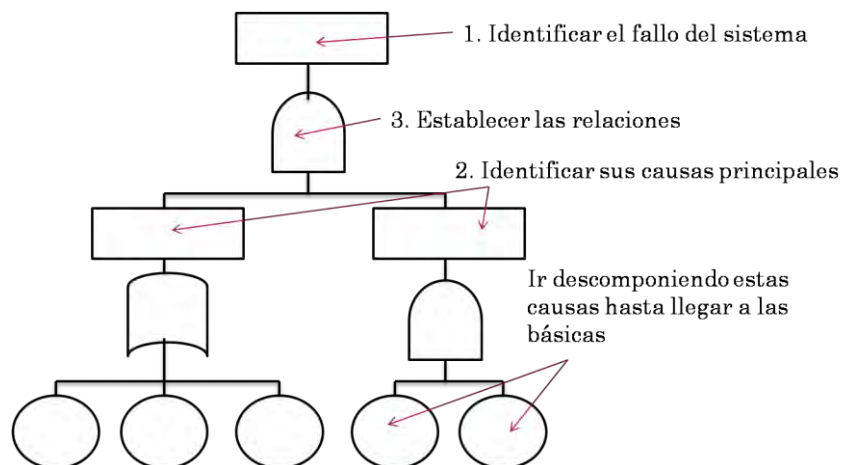 1. Identificar el fallo del sistema
3. Establecer las relaciones
2. Identificar sus causas principales
Ir descomponiendo estas
causas hasta llegar a las
básicas